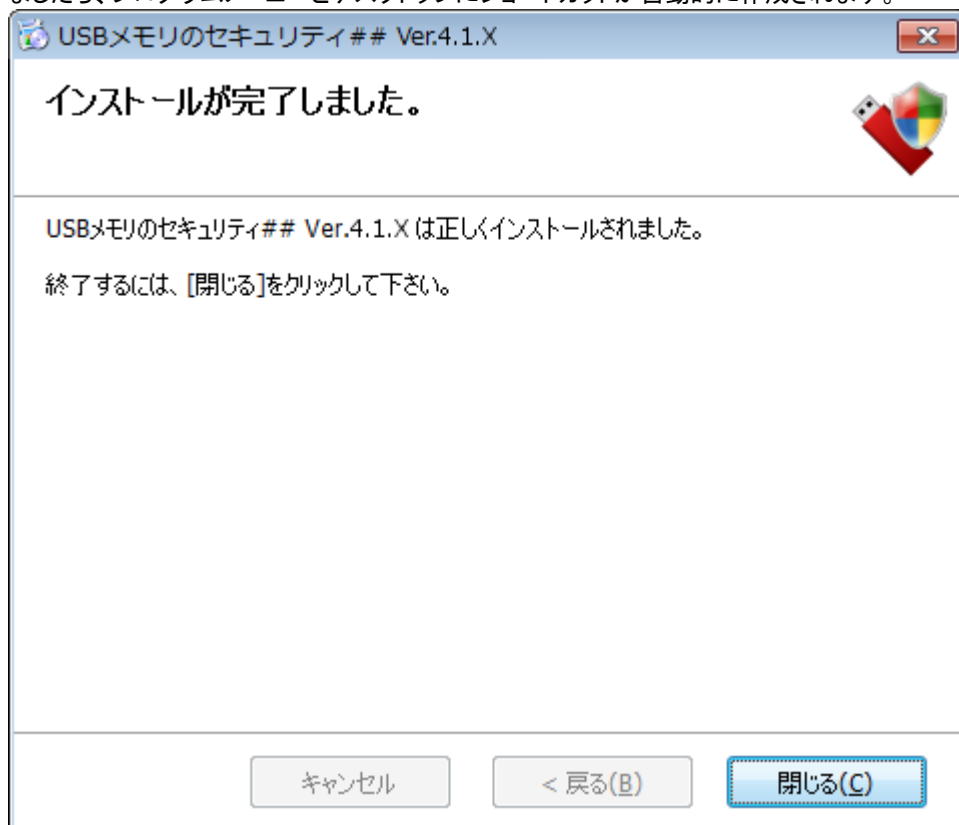 USBメモリのセキュリティ## Ver.4.1.X
インストールが完了しました。
USBメモリのセキュリティ## Ver.4.1.X は正しくインストールされました。
終了するには、[閉じる]をクリックして下さい。
キャンセル
< 戻る(B)
閉じる(C)